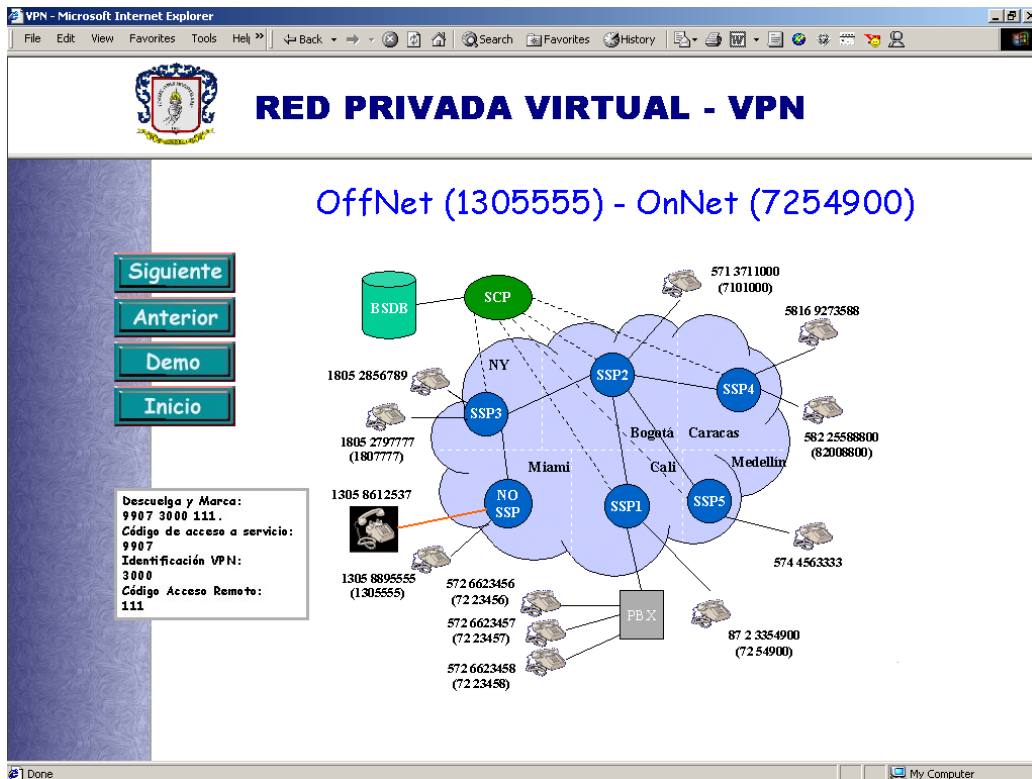 VPN - Microsoft Internet Explorer
File Edit View Favorites Tools Help »
Back Search Favorites History
RED PRIVADA VIRTUAL - VPN
OffNet (1305555) - OnNet (7254900)
Siguiente
Anterior
Demo
Inicio
Descuelga y Marca:
9907 3000 111.
Código de acceso a servicio:
9907
Identificación VPN:
3000
Código Acceso Remoto:
111
BSDB
SCP
571 3711000
(7101000)
5816 9273588
NY
SSP2
SSP4
1805 2856789
SSP3
1805 2797777
(1807777)
Bogotá Caracas
582 25588800
(82008800)
Miami
Cali
Medellín
1305 8612537
NO
SSP
SSP1
SSP5
1305 8895555
(1305555)
574 4563333
572 6623456
(72 23456)
572 6623457
(72 23457)
572 6623458
(72 23458)
PBX
87 2 3354900
(72 54900)
Done
My Computer